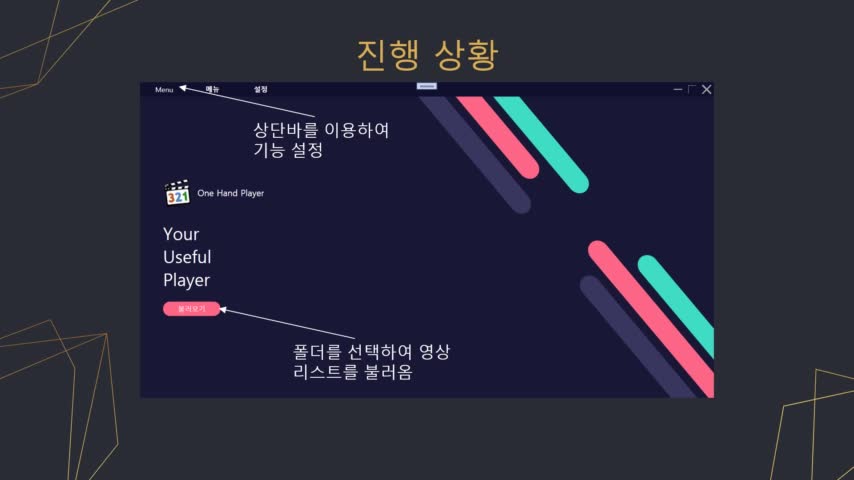 진행 상황
Menu 메뉴 설정
상단바를 이용하여
기능 설정
321 One Hand Player
Your
Useful
Player
불러오기
폴더를 선택하여 영상
리스트를 불러옴